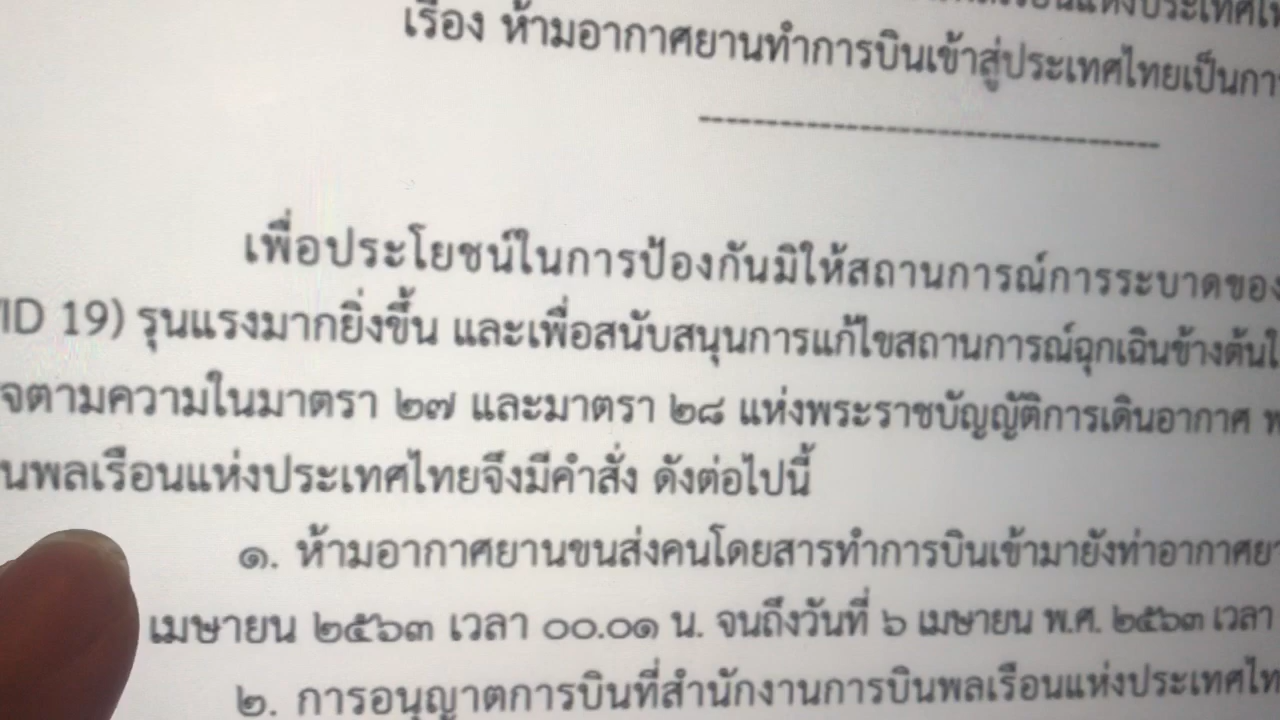 เรื่อง ห้ามอากาศยานทำการบินเข้าสู่ประเทศไทยเป็นกา
เพื่อประโยชน์ในการป้องกันมิให้สถานการณ์การระบาดของ
ID 19) รุนแรงมากยิ่งขึ้น และเพื่อสนับสนุนการแก้ไขสถานการณ์ฉุกเฉินข้างต้นใ
จตามความในมาตรา ๒๗ และมาตรา ๒๘ แห่งพระราชบัญญัติการเดินอากาศ พ
นพลเรือนแห่งประเทศไทยจึงมีคำสั่ง ดังต่อไปนี้
๑. ห้ามอากาศยานขนส่งคนโดยสารทำการบินเข้ามายังท่าอากาศยา
เมษายน ๒๕๖๓ เวลา ๐๐.๐๑ น. จนถึงวันที่ ๖ เมษายน พ.ศ. ๒๕๖๓ เวลา
๒. การอนุญาตการบินที่สำนักงานการบินพลเรือนแห่งประเทศไท